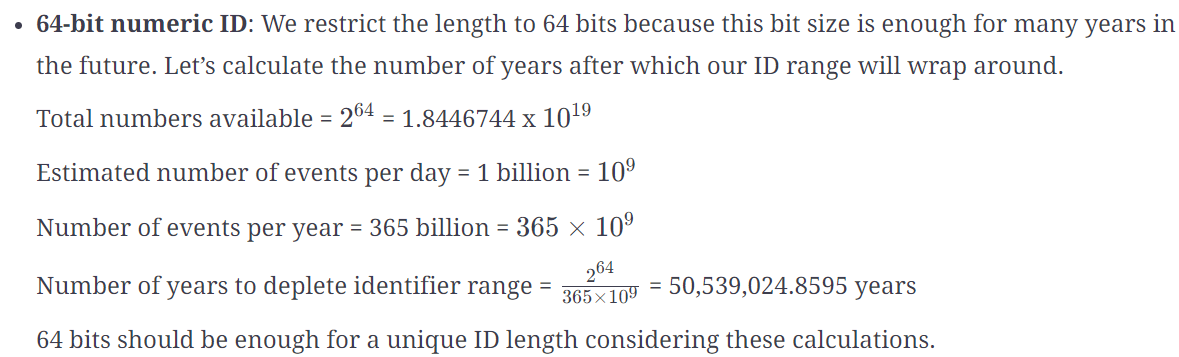 • 64-bit numeric ID: We restrict the length to 64 bits because this bit size is enough for many years in
the future. Let’s calculate the number of years after which our ID range will wrap around.
Total numbers available = 2^64 = 1.8446744 x 10^19
Estimated number of events per day = 1 billion = 10^9
Number of events per year = 365 billion = 365 × 10^9
Number of years to deplete identifier range = 2^64 / 365×10^9 = 50,539,024.8595 years
64 bits should be enough for a unique ID length considering these calculations.